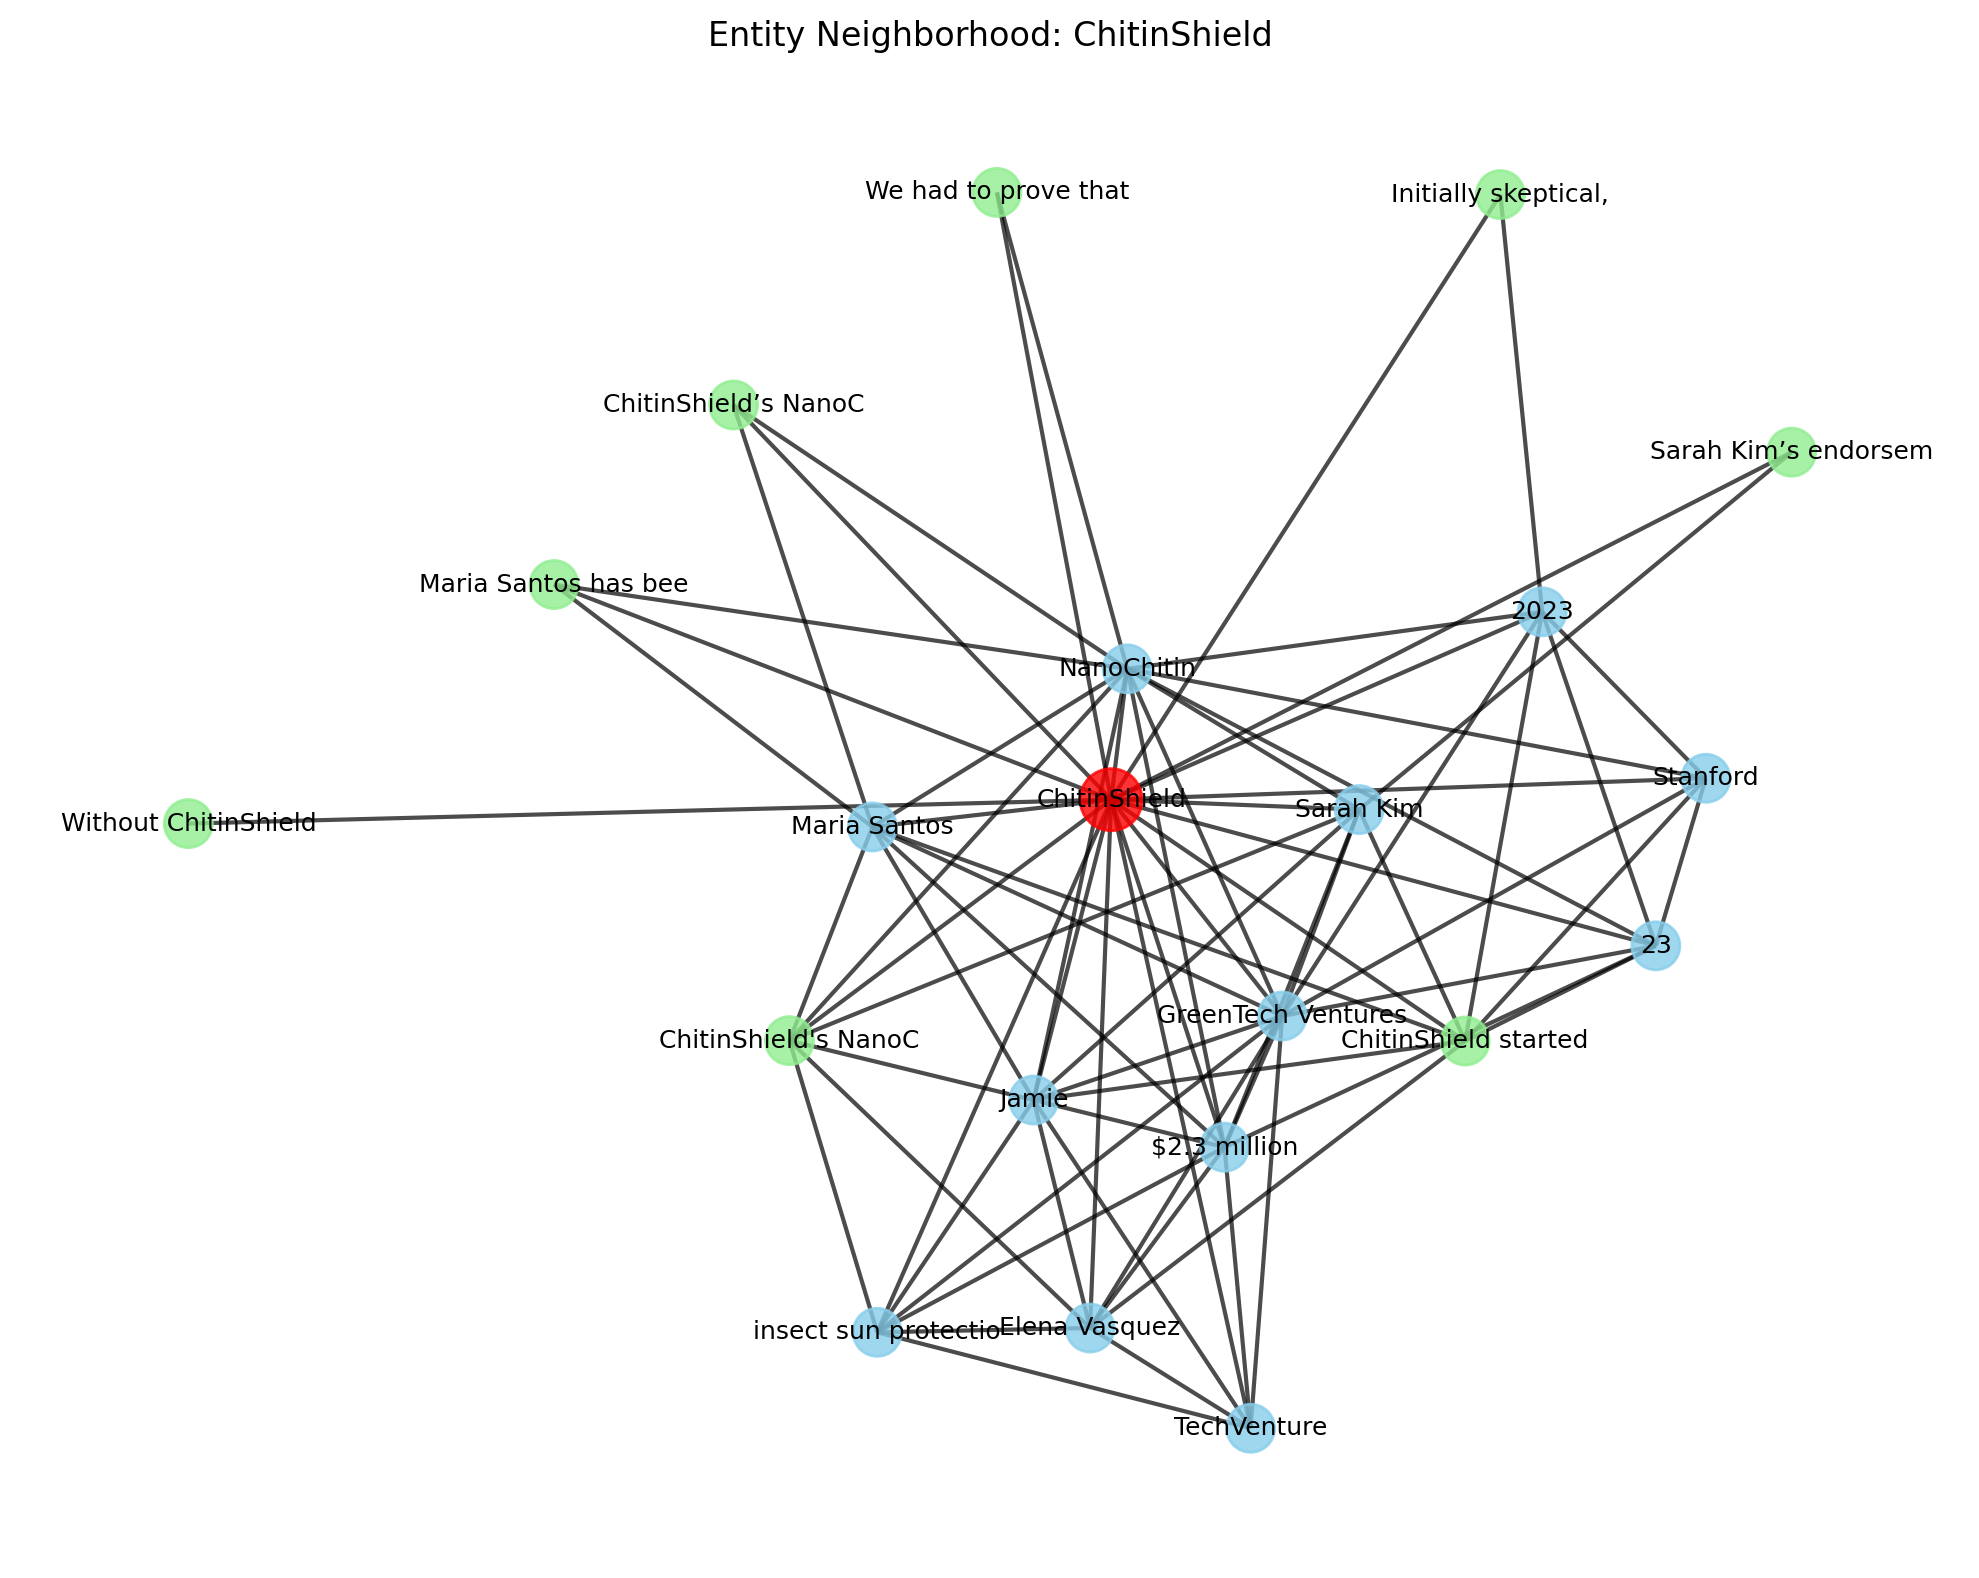 Entity Neighborhood: ChitinShield
We had to prove that
Initially skeptical,
ChitinShield’s NanoC
Sarah Kim’s endorsem
Maria Santos has bee
2023
NanoChitin
Stanford
ChitinShield
Sarah Kim
Without ChitinShield
Maria Santos
23
GreenTech Ventures
ChitinShield's NanoC
ChitinShield started
Jamie
$2.3 million
insect sun protectio
Elena Vasquez
TechVenture